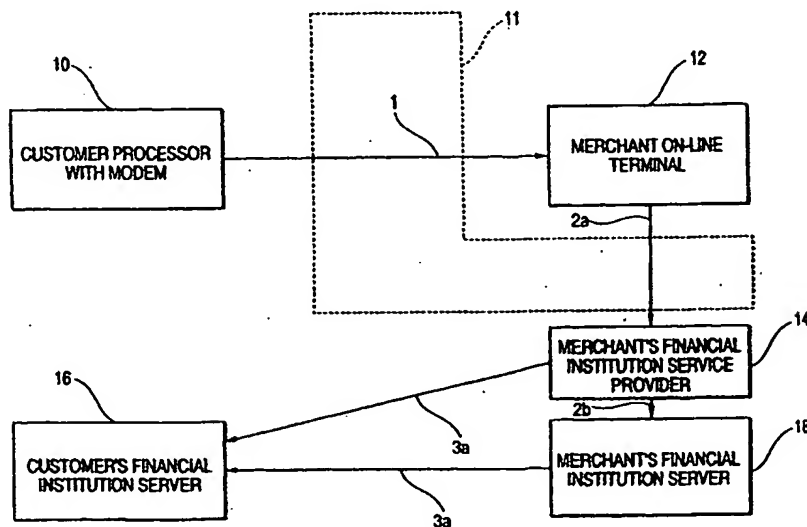 11
10
12
1
CUSTOMER PROCESSOR
WITH MODEM
MERCHANT ON-LINE
TERMINAL
2a
14
MERCHANT'S FINANCIAL
INSTITUTION SERVICE
PROVIDER
16
2b
18
3a
CUSTOMER'S FINANCIAL
INSTITUTION SERVER
MERCHANT'S FINANCIAL
INSTITUTION SERVER
3a